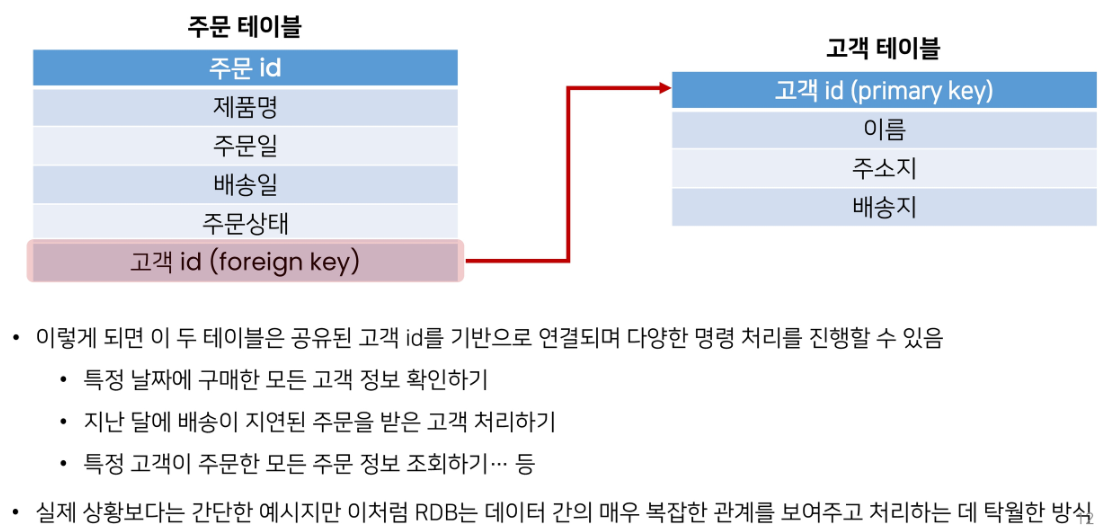 주문 테이블
주문 id
제품명
주문일
배송일
주문상태
고객 id (foreign key)
고객 테이블
고객 id (primary key)
이름
주소지
배송지
• 이렇게 되면 이 두 테이블은 공유된 고객 id를 기반으로 연결되며 다양한 명령 처리를 진행할 수 있음
• 특정 날짜에 구매한 모든 고객 정보 확인하기
• 지난 달에 배송이 지연된 주문을 받은 고객 처리하기
• 특정 고객이 주문한 모든 주문 정보 조회하기… 등
• 실제 상황보다는 간단한 예시지만 이처럼 RDB는 데이터 간의 매우 복잡한 관계를 보여주고 처리하는 데 탁월한 방식
12